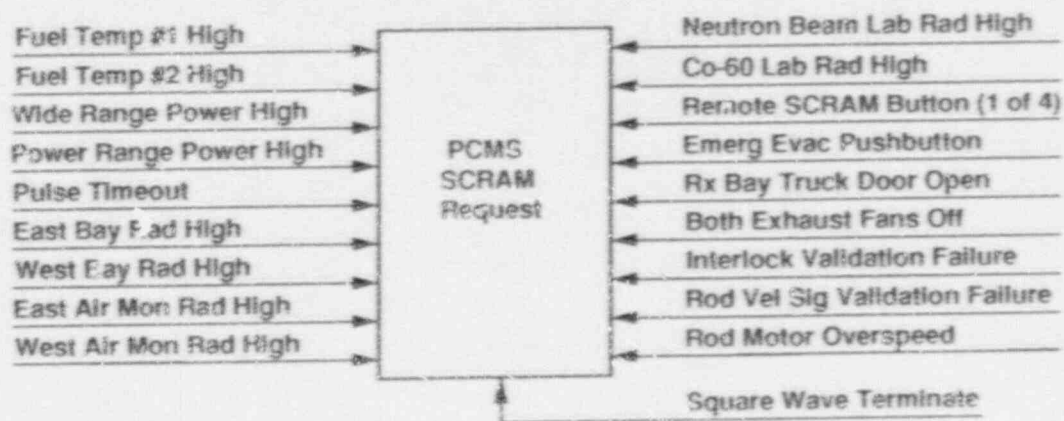 Fuel Temp #1 High
Fuel Temp #2 High
Wide Range Power High
Power Range Power High
Pulse Timeout
East Bay Rad High
West Bay Rad High
East Air Mon Rad High
West Air Mon Rad High
PCMS
SCRAM
Request
Neutron Beam Lab Rad High
Co-60 Lab Rad High
Remote SCRAM Button (1 of 4)
Emerg Evac Pushbutton
Rx Bay Truck Door Open
Both Exhaust Fans Off
Interlock Validation Failure
Rod Vel Sig Validation Failure
Rod Motor Overspeed
Square Wave Terminate